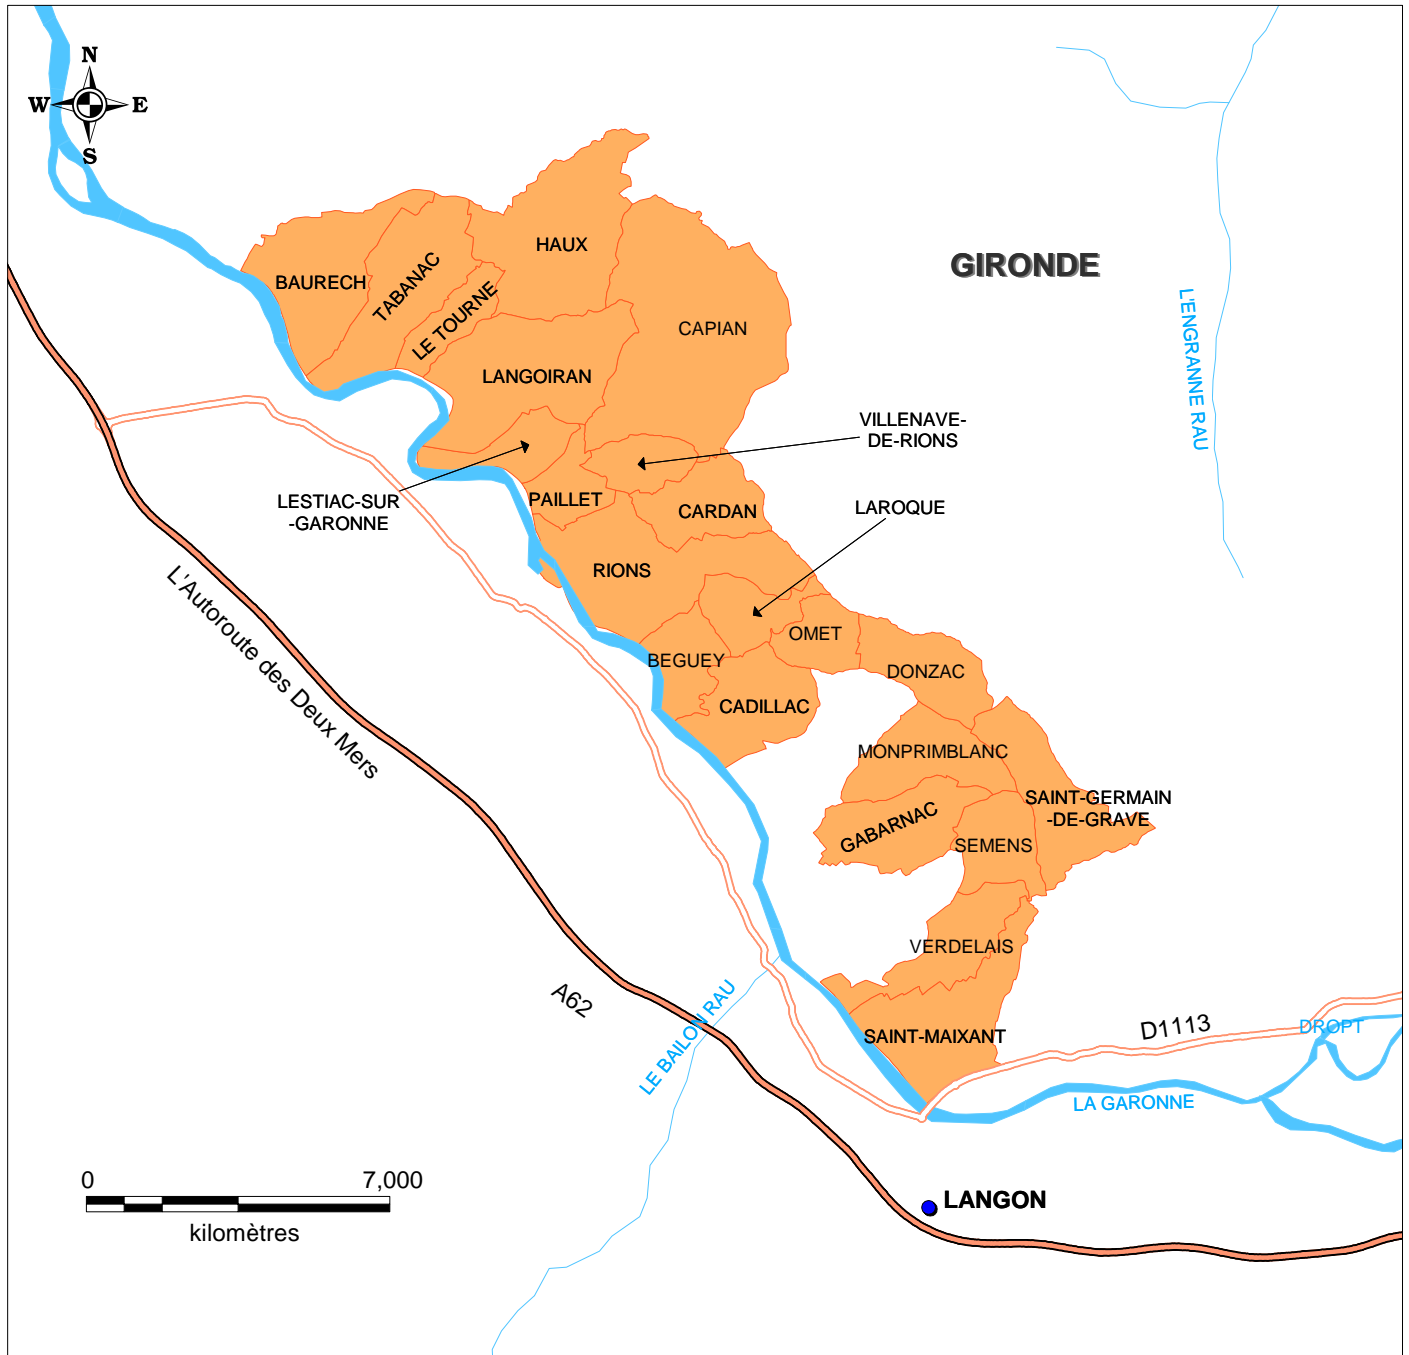 N
W
E
S
HAUX
GIRONDE
BAURECH
TABANAC
LE TOURNE
CAPIAN
L'ENGRANNE RAU
LANGOIRAN
VILLENAVE-
DE-RIONS
LESTIAC-SUR
-GARONNE
PAILLET
CARDAN
LAROQUE
RIONS
L'Autoroute des Deux Mers
OMET
BEGUEY
DONZAC
CADILLAC
MONPRIMBLANC
SAINT-GERMAIN
-DE-GRAVE
GABARNAC
SEMENS
VERDELAIS
A62
LE BAILON RAU
SAINT-MAIXANT
D1113
DROPT
LA GARONNE
0 7,000
kilomètres
LANGON